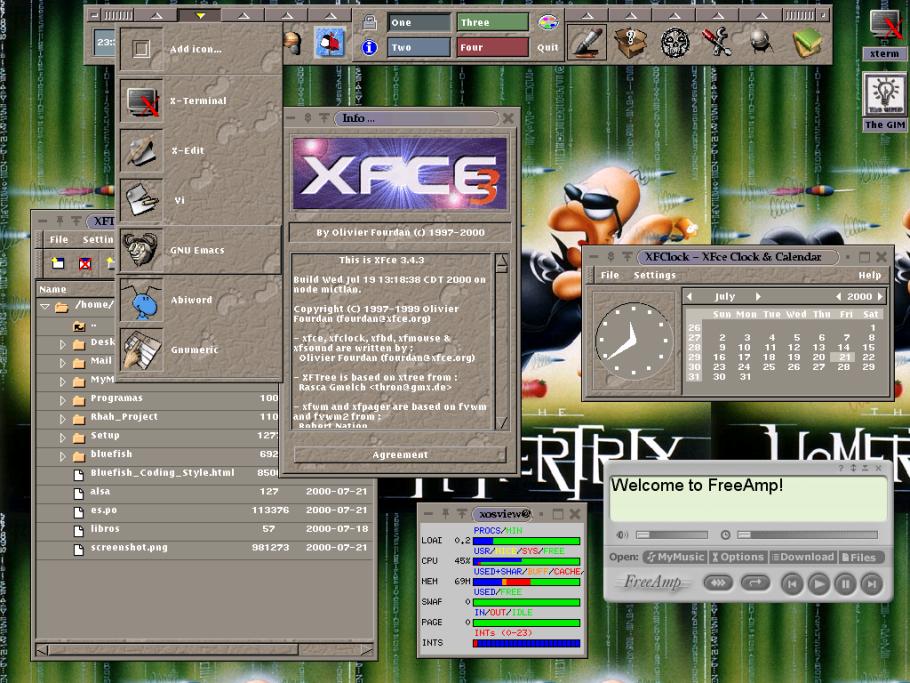 One
Three
Two
Four
Quit
xterm
The GIM
Add icon...
X-Terminal
X-Edit
Vi
GNU Emacs
Abiword
Gnumeric
Info ...
XFCE 3
By Olivier Fourdan (c) 1997-2000
This is XFce 3.4.3
Build Wed Jul 19 13:18:38 CDT 2000 on
node mictlan.
Copyright (C) 1997-1999 Olivier
Fourdan (fourdan@xfce.org)
- xfce, xfclock, xfbd, xfmouse &
xfsound are written by :
Olivier Fourdan (fourdan@xfce.org)
- XFTree is based on xtree from :
Rasca Gmelch <thron@gmx.de>
- xfwm and xfpager are based on fvwm
and fvwm2 from :
Robert Nation
Agreement
XFT
File Settin
Name
/home/
..
Desk
Mail
MyM
Programas 100
Rhah_Project 110
Setup 127
bluefish 692
Bluefish_Coding_Style.html 850
alsa 127 2000-07-21
es.po 113376 2000-07-21
libros 57 2000-07-18
screenshot.png 981273 2000-07-21
XFClock - XFce Clock & Calendar
File Settings Help
July 2000
Sun Mon Tue Wed Thu Fri Sat
26 1
27 2 3 4 5 6 7 8
28 9 10 11 12 13 14 15
29 16 17 18 19 20 21 22
30 23 24 25 26 27 28 29
31 30 31
THE
HOMER
xosview@
PROCS/MIN
LOAD 0.2
USR/NICE/SYS/FREE
CPU 45%
USED+SHAR/BUFF/CACHE/
MEM 69M
USED/FREE
SWAP 0
IN/OUT/IDLE
PAGE 0
INTs (0-23)
INTS
Welcome to FreeAmp!
Open: MyMusic Options Download Files
FreeAmp